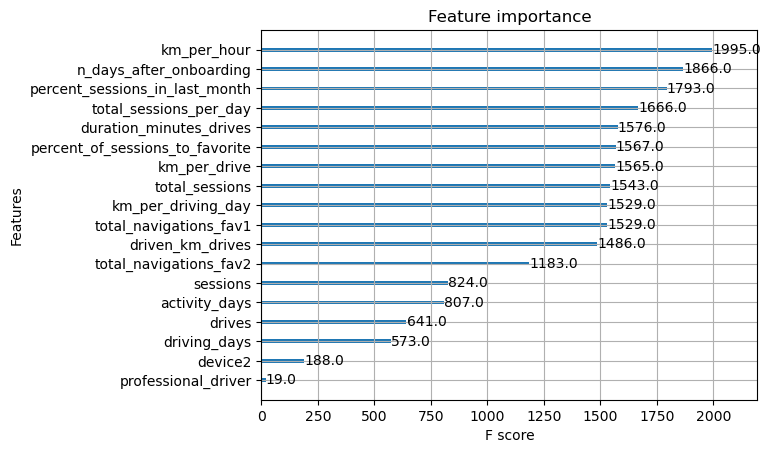 Feature importance
Features
km_per_hour 1995.0
n_days_after_onboarding 1866.0
percent_sessions_in_last_month 1793.0
total_sessions_per_day 1666.0
duration_minutes_drives 1576.0
percent_of_sessions_to_favorite 1567.0
km_per_drive 1565.0
total_sessions 1543.0
km_per_driving_day 1529.0
total_navigations_fav1 1529.0
driven_km_drives 1486.0
total_navigations_fav2 1183.0
sessions 824.0
activity_days 807.0
drives 641.0
driving_days 573.0
device2 188.0
professional_driver 19.0
0 250 500 750 1000 1250 1500 1750 2000
F score